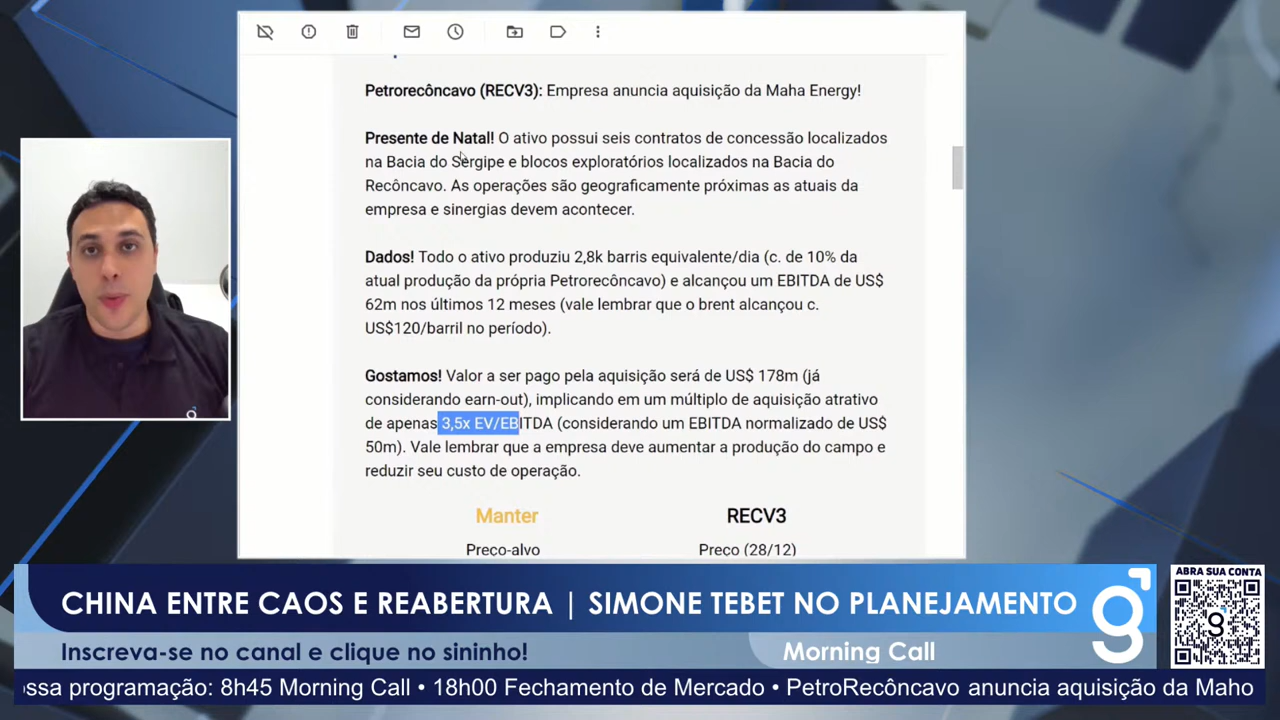 Petrorecôncavo (RECV3): Empresa anuncia aquisição da Maha Energy!
Presente de Natal! O ativo possui seis contratos de concessão localizados
na Bacia do Sergipe e blocos exploratórios localizados na Bacia do
Recôncavo. As operações são geograficamente próximas as atuais da
empresa e sinergias devem acontecer.
Dados! Todo o ativo produziu 2,8k barris equivalente/dia (c. de 10% da
atual produção da própria Petrorecôncavo) e alcançou um EBITDA de US$
62m nos últimos 12 meses (vale lembrar que o brent alcançou c.
US$120/barril no período).
Gostamos! Valor a ser pago pela aquisição será de US$ 178m (já
considerando earn-out), implicando em um múltiplo de aquisição atrativo
de apenas 3,5x EV/EBITDA (considerando um EBITDA normalizado de US$
50m). Vale lembrar que a empresa deve aumentar a produção do campo e
reduzir seu custo de operação.
Manter RECV3
Preço-alvo Preço (28/12)
CHINA ENTRE CAOS E REABERTURA | SIMONE TEBET NO PLANEJAMENTO
ABRA SUA CONTA
Inscreva-se no canal e clique no sininho!
Morning Call
ossa programação: 8h45 Morning Call • 18h00 Fechamento de Mercado • PetroRecôncavo anuncia aquisição da Maho